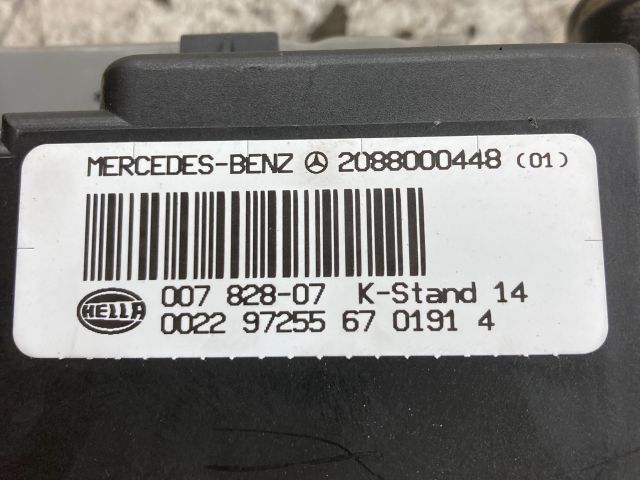 MERCEDES-BENZ 2088000448 (01)
HELLA 007 828-07 K-Stand 14
0022 97255 67 0191 4